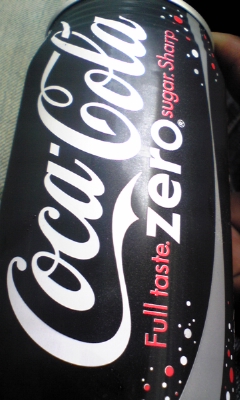 Coca-Cola
zero®
Full taste. sugar. Sharp